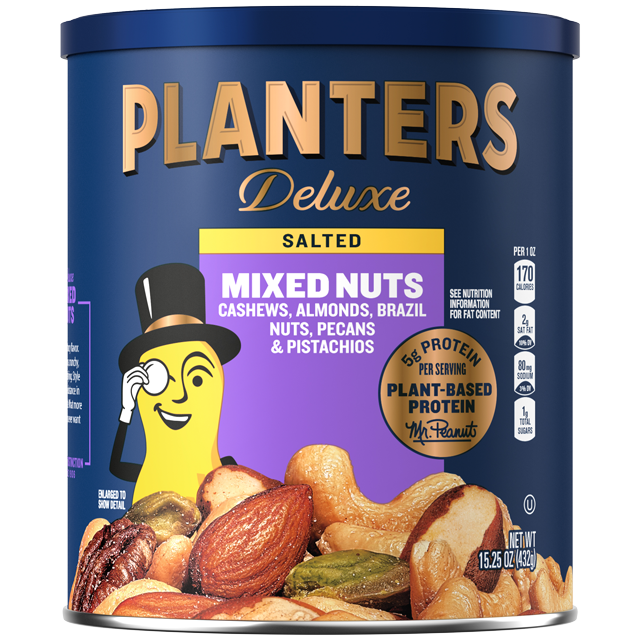 PLANTERS
Deluxe
SALTED
MIXED NUTS
CASHEWS, ALMONDS, BRAZIL
NUTS, PECANS
& PISTACHIOS
PER 1 OZ
170
CALORIES
2g
SAT FAT
10% DV
80mg
SODIUM
3% DV
1g
TOTAL
SUGARS
SEE NUTRITION
INFORMATION
FOR FAT CONTENT
5g PROTEIN
PER SERVING
PLANT-BASED
PROTEIN
Mr. Peanut
ENLARGED TO
SHOW DETAIL
U
NET WT
15.25 OZ (432g)